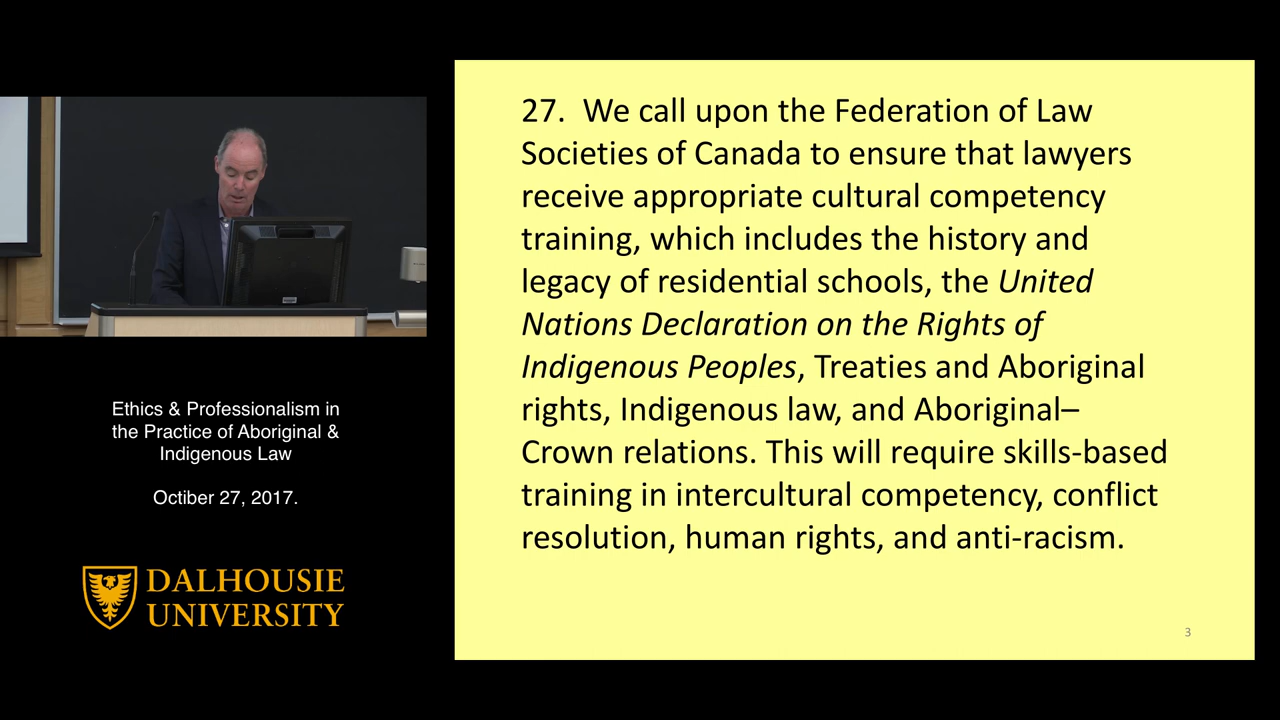 Ethics & Professionalism in
the Practice of Aboriginal &
Indigenous Law
Octiber 27, 2017.
DALHOUSIE
UNIVERSITY
27.  We call upon the Federation of Law
Societies of Canada to ensure that lawyers
receive appropriate cultural competency
training, which includes the history and
legacy of residential schools, the United
Nations Declaration on the Rights of
Indigenous Peoples, Treaties and Aboriginal
rights, Indigenous law, and Aboriginal–
Crown relations. This will require skills-based
training in intercultural competency, conflict
resolution, human rights, and anti-racism.
3